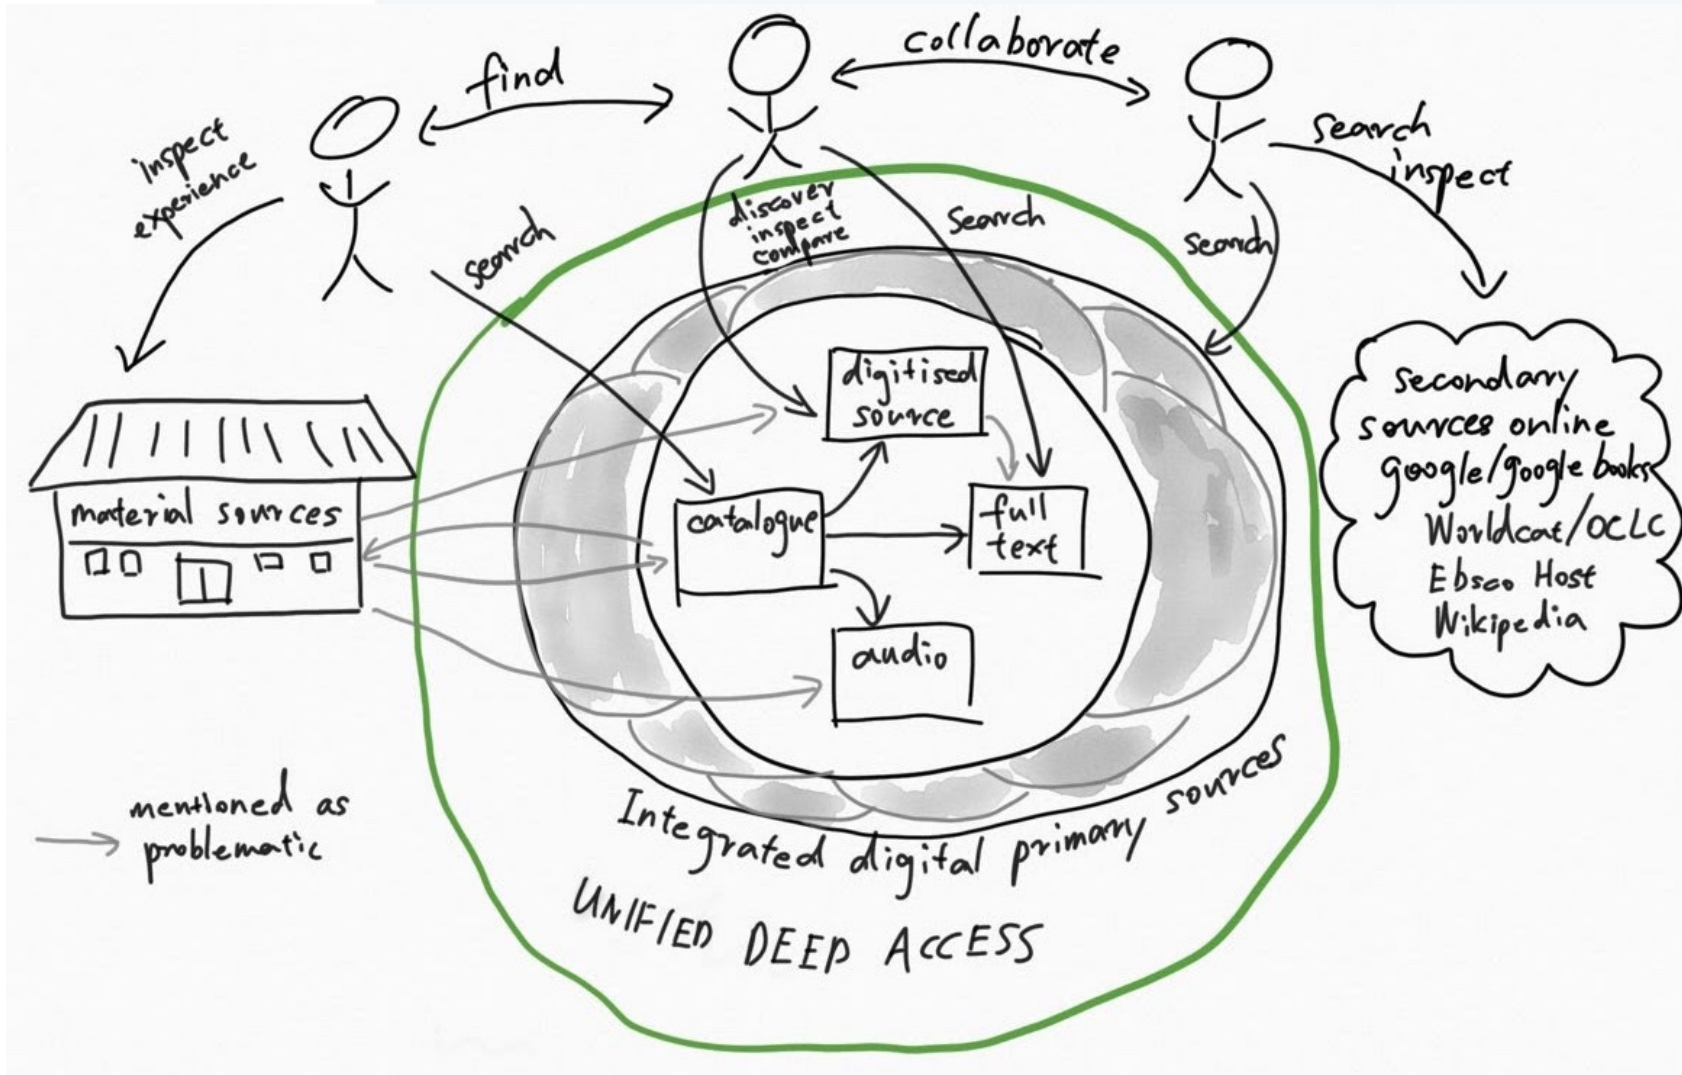 find
collaborate
inspect
experience
search
inspect
search
discover
inspect
compare
Search
Search
digitised
source
secondary
sources online
google/google books
Worldcat/OCLC
Ebsco Host
Wikipedia
material sources
catalogue
full
text
audio
mentioned as
problematic
Integrated digital primary sources
UNIFIED DEEP ACCESS